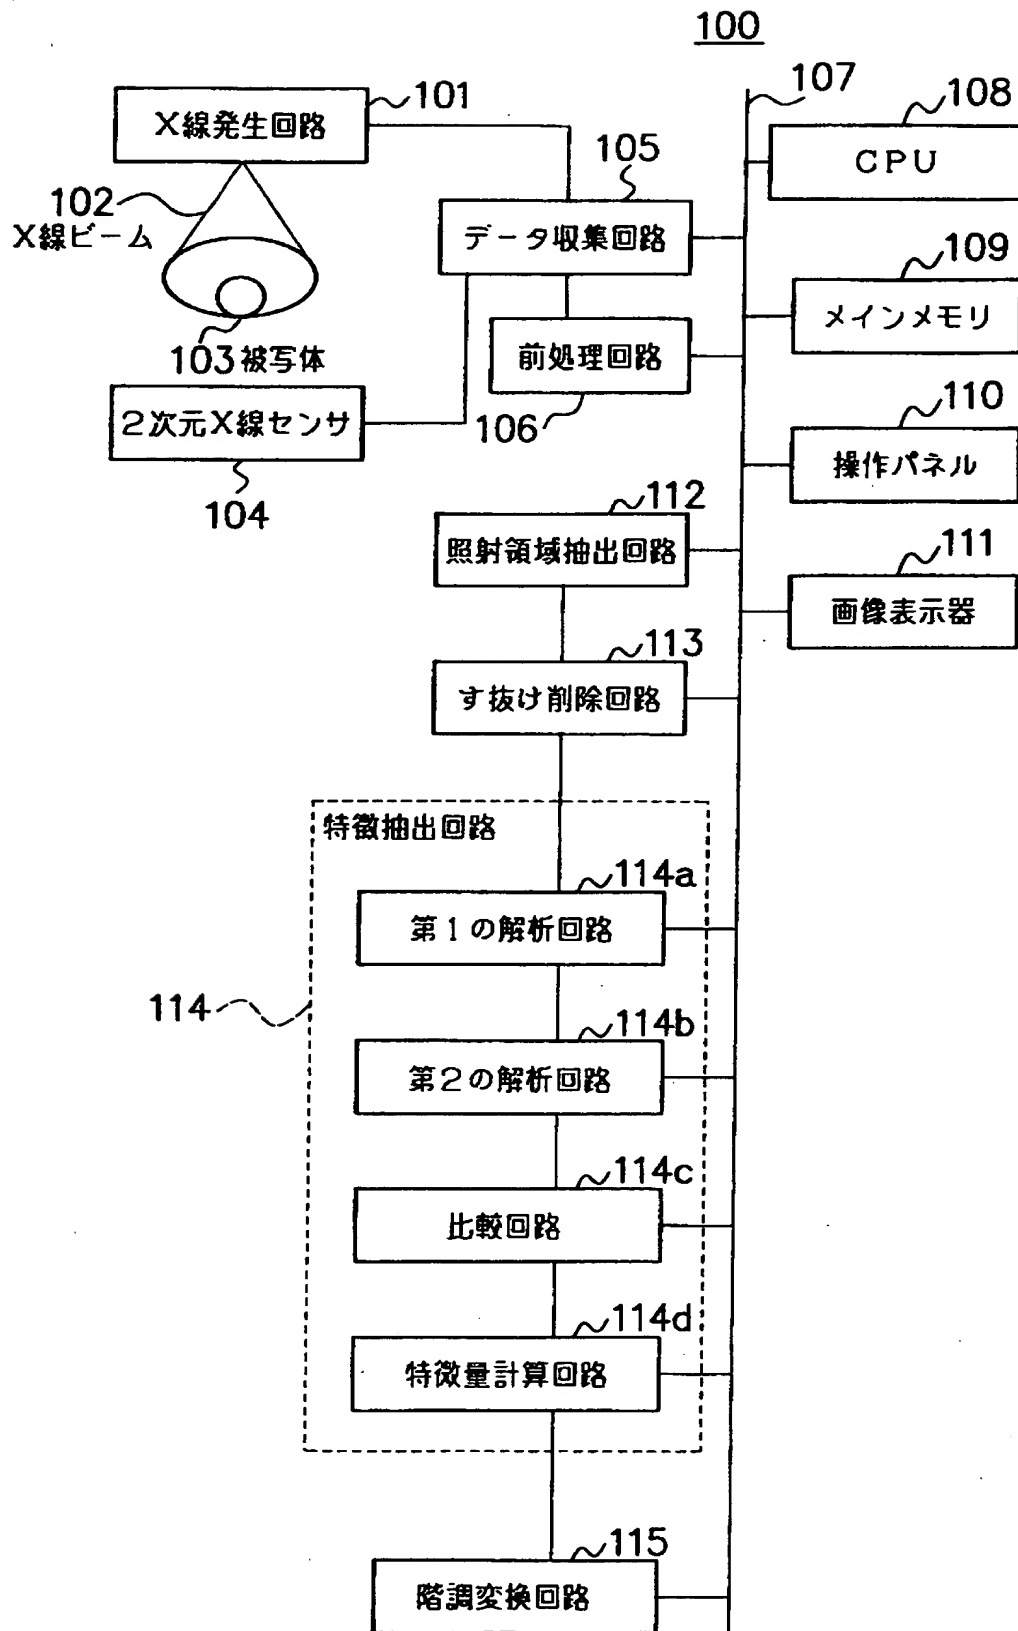 100
101
X線発生回路
102
X線ビーム
103 被写体
2次元X線センサ
104
105
データ収集回路
前処理回路
106
107
108
CPU
109
メインメモリ
110
操作パネル
111
画像表示器
112
照射領域抽出回路
113
す抜け削除回路
特徴抽出回路
114
114a
第1の解析回路
114b
第2の解析回路
114c
比較回路
114d
特徴量計算回路
115
階調変換回路